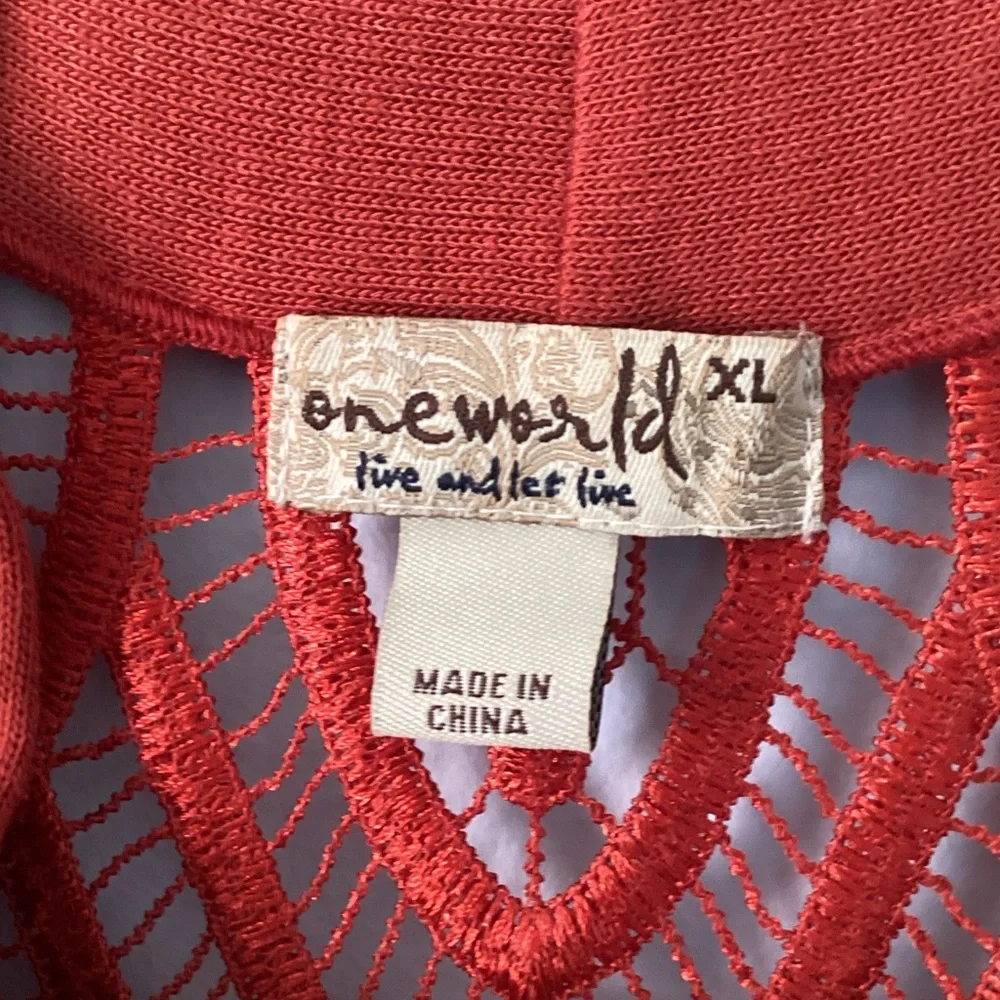 oneworld XL
live and let live
MADE IN
CHINA